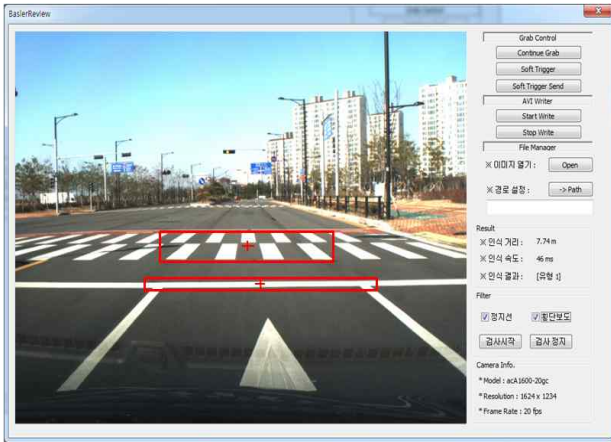 BaslerReview
Grab Control
Continue Grab
Soft Trigger
Soft Trigger Send
AVI Writer
Start Write
Stop Write
File Manager
※ 이미지 열기 : Open
※ 경로 설정 : -> Path
Result
※ 인식 거리 : 7.74 m
※ 인식 속도 : 46 ms
※ 인식 결과 : [유형 1]
Filter
정지선 횡단보도
검사시작 검사정지
Camera Info.
* Model : acA1600-20gc
* Resolution : 1624 x 1234
* Frame Rate : 20 fps